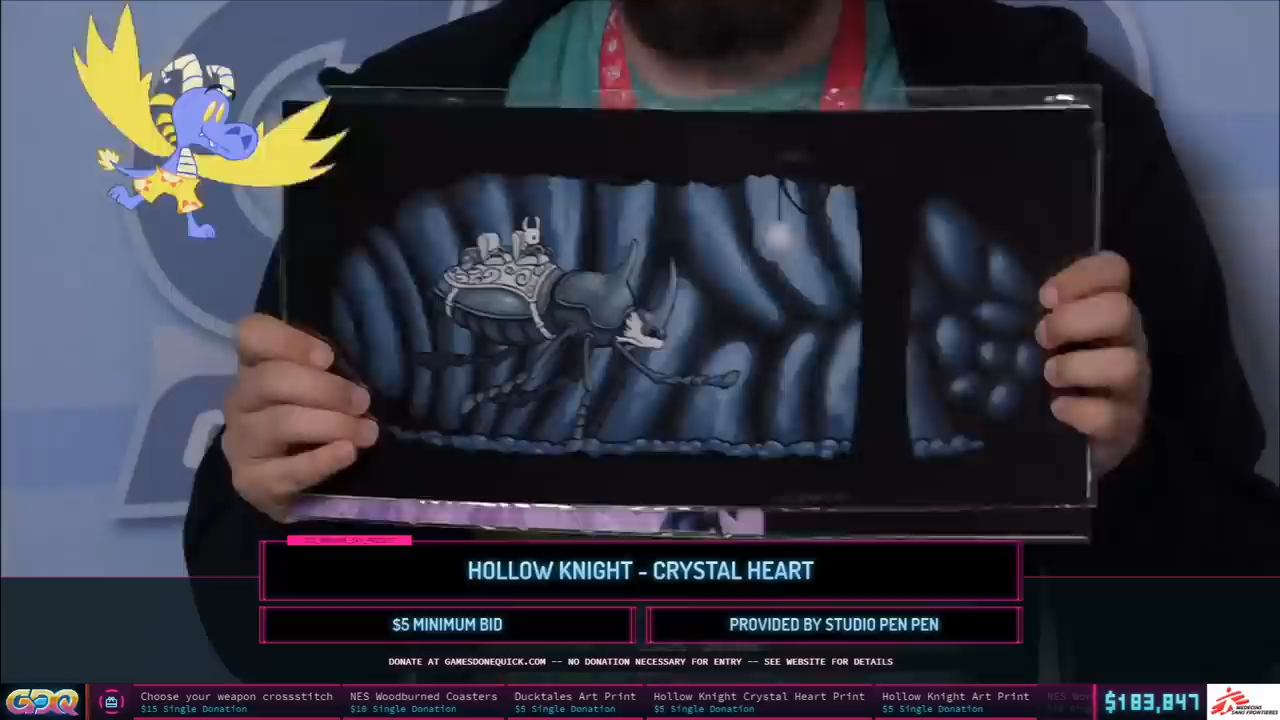 HOLLOW KNIGHT - CRYSTAL HEART
$5 MINIMUM BID
PROVIDED BY STUDIO PEN PEN
DONATE AT GAMESDONEQUICK.COM -- NO DONATION NECESSARY FOR ENTRY -- SEE WEBSITE FOR DETAILS
GDQ
Choose your weapon crossstitch
$15 Single Donation
NES Woodburned Coasters
$10 Single Donation
Ducktales Art Print
$5 Single Donation
Hollow Knight Crystal Heart Print
$5 Single Donation
Hollow Knight Art Print
$5 Single Donation
$183,847
MEDECINS
SANS FRONTIERES